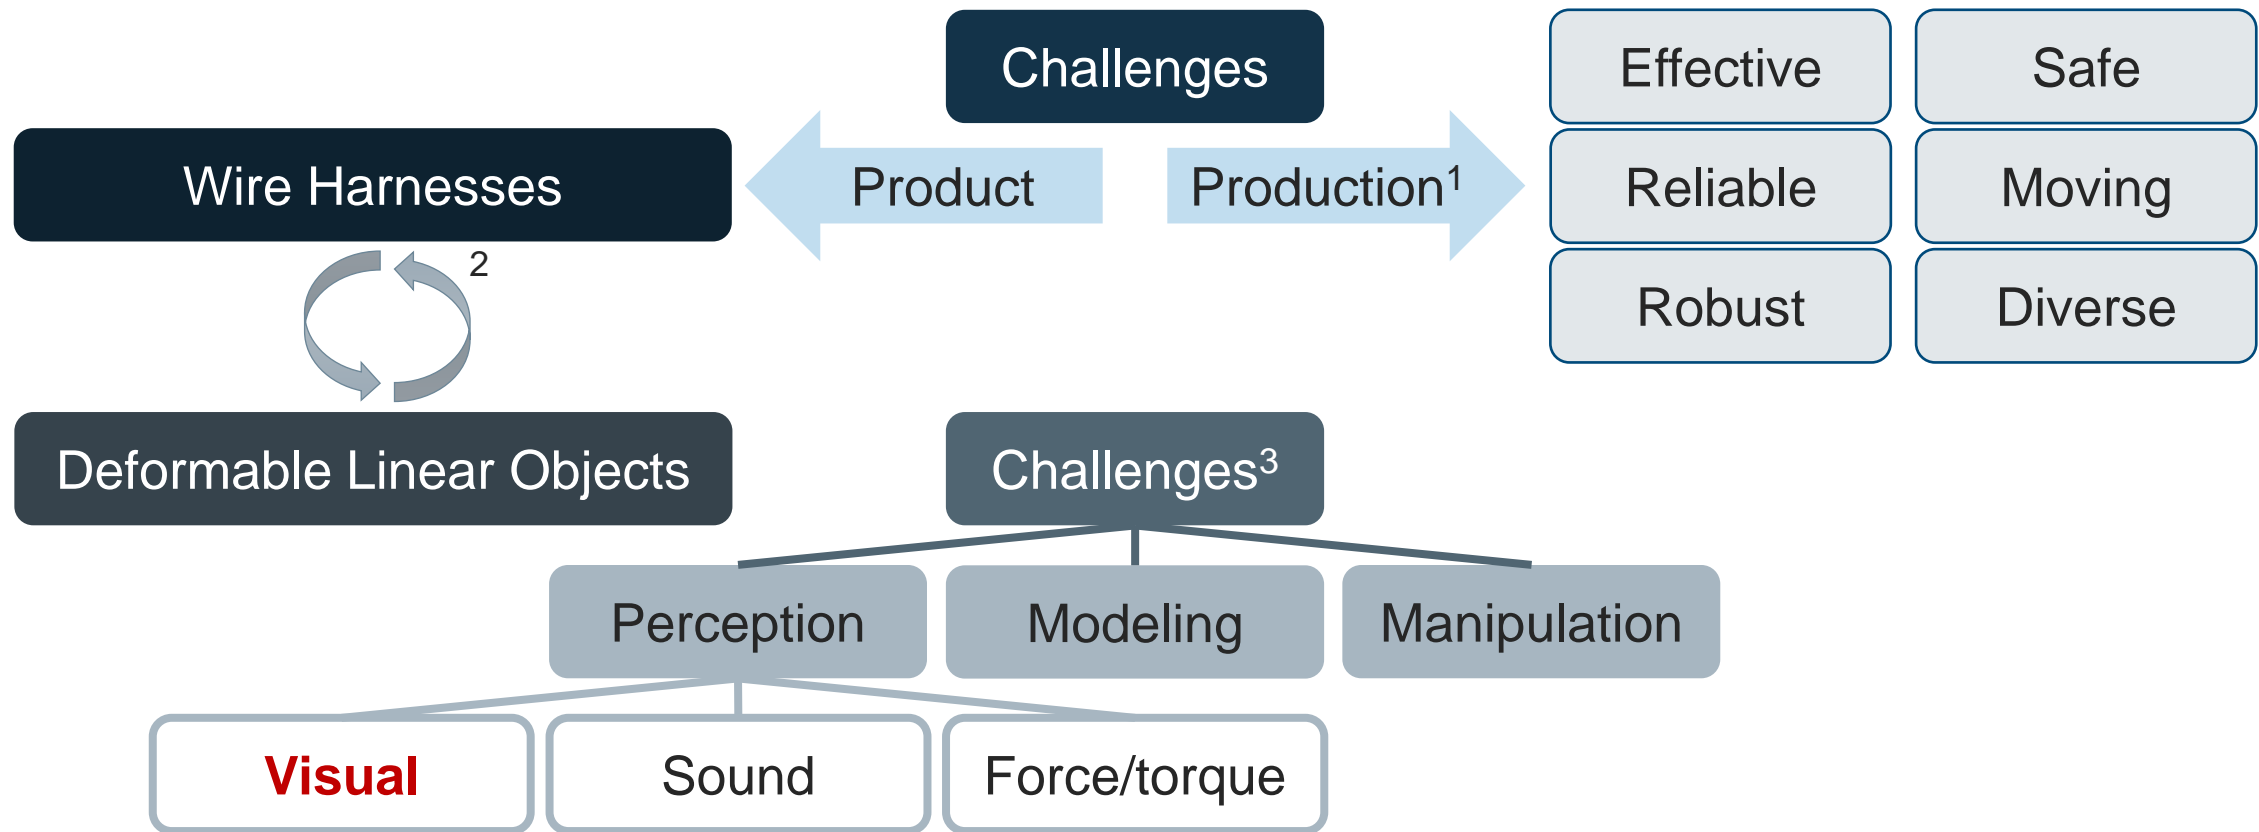 Challenges
Effective
Safe
Wire Harnesses
Product
Production¹
Reliable
Moving
2
Robust
Diverse
Deformable Linear Objects
Challenges³
Perception
Modeling
Manipulation
Visual
Sound
Force/torque